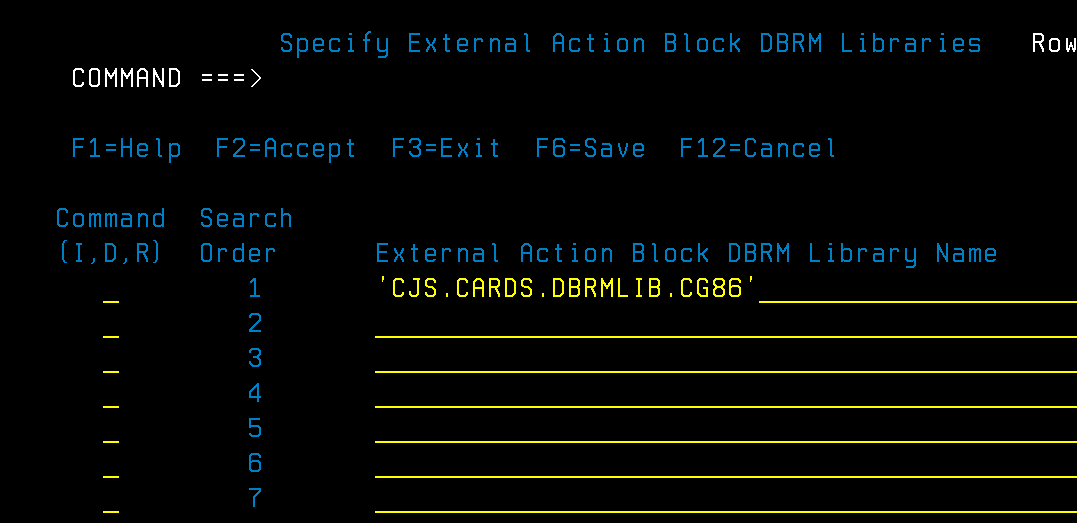 Specify External Action Block DBRM Libraries Row
COMMAND ===>
F1=Help F2=Accept F3=Exit F6=Save F12=Cancel
Command Search
(I,D,R) Order External Action Block DBRM Library Name
_ 1 'CJS.CARDS.DBRMLIB.CG86'
_ 2
_ 3
_ 4
_ 5
_ 6
_ 7